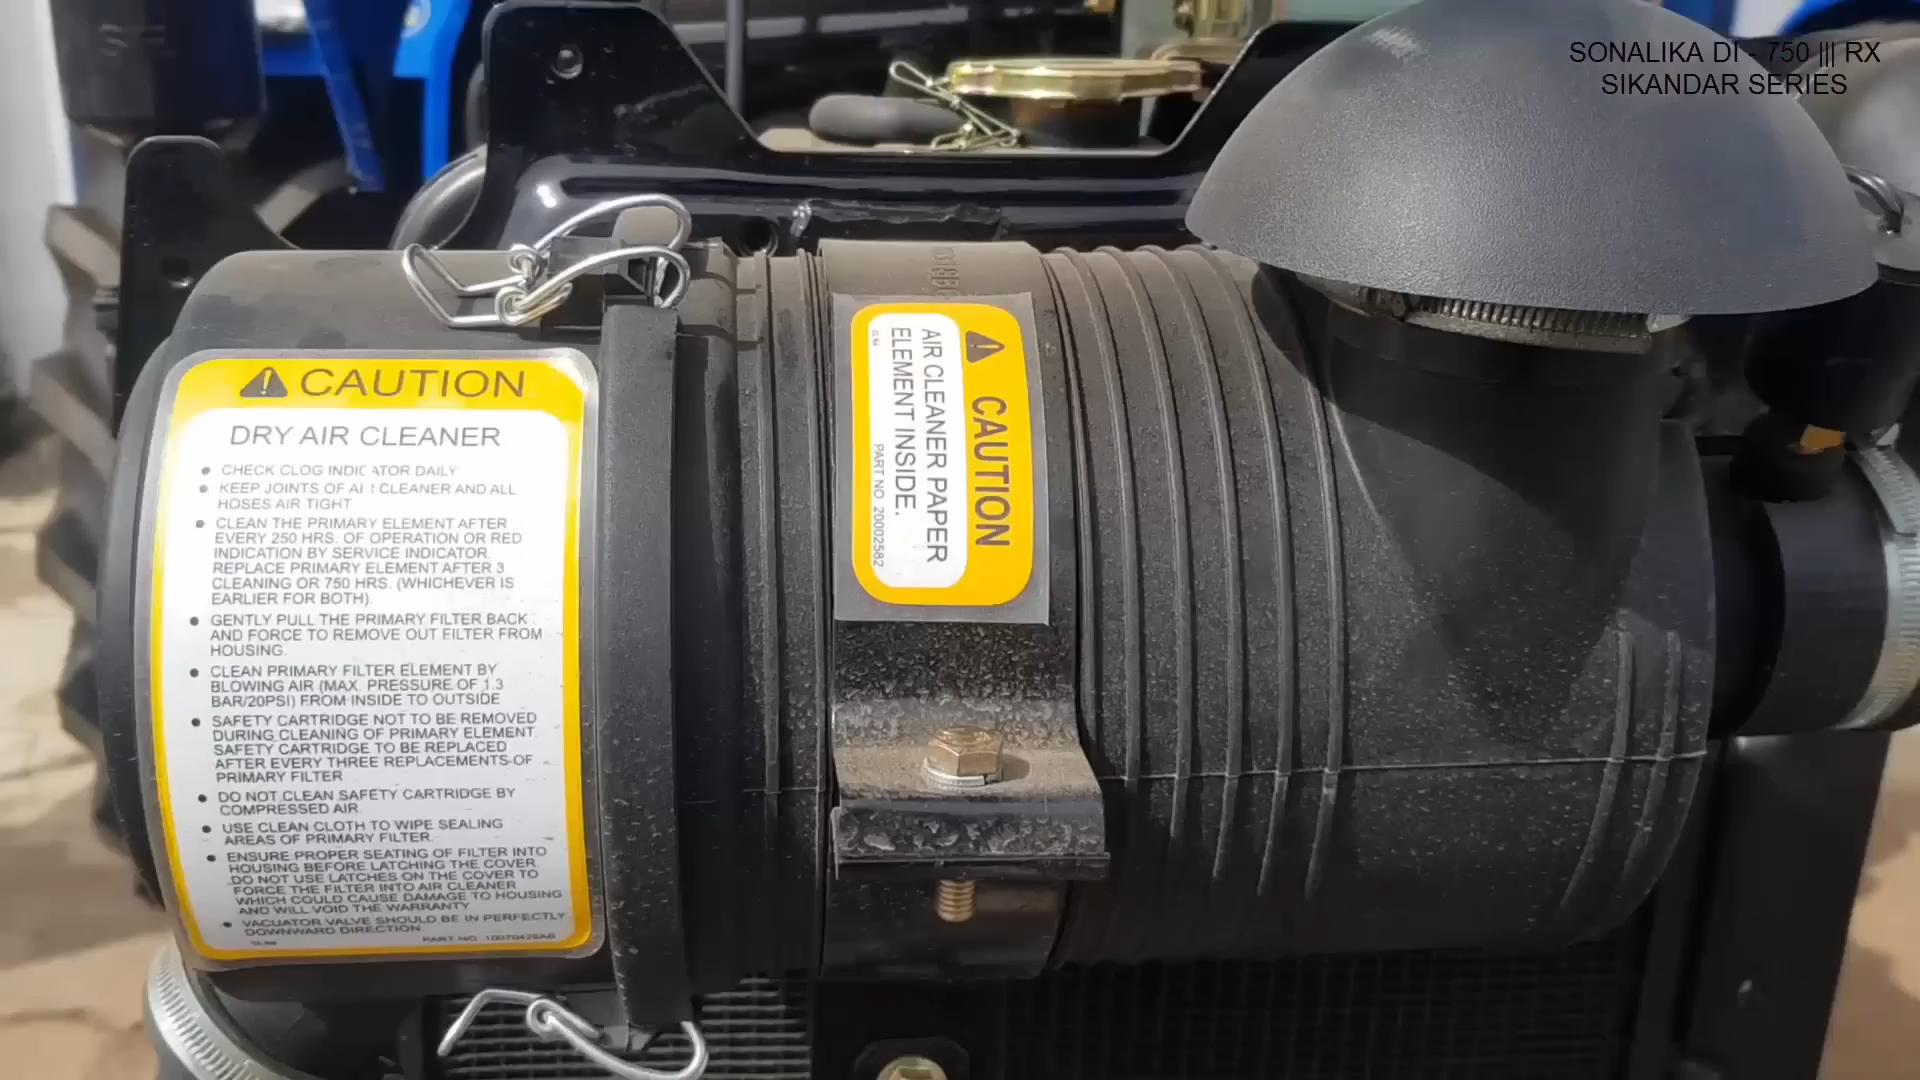 SONALIKA DI - 750 ||| RX
SIKANDAR SERIES
CAUTION
DRY AIR CLEANER
• CHECK CLOG INDICATOR DAILY
• KEEP JOINTS OF AIR CLEANER AND ALL
HOSES AIR TIGHT
• CLEAN THE PRIMARY ELEMENT AFTER
EVERY 250 HRS. OF OPERATION OR RED
INDICATION BY SERVICE INDICATOR.
REPLACE PRIMARY ELEMENT AFTER 3
CLEANING OR 750 HRS. (WHICHEVER IS
EARLIER FOR BOTH).
• GENTLY PULL THE PRIMARY FILTER BACK
AND FORCE TO REMOVE OUT FILTER FROM
HOUSING.
• CLEAN PRIMARY FILTER ELEMENT BY
BLOWING AIR (MAX. PRESSURE OF 1.3
BAR/20PSI) FROM INSIDE TO OUTSIDE
• SAFETY CARTRIDGE NOT TO BE REMOVED
DURING CLEANING OF PRIMARY ELEMENT.
SAFETY CARTRIDGE TO BE REPLACED
AFTER EVERY THREE REPLACEMENTS OF
PRIMARY FILTER
• DO NOT CLEAN SAFETY CARTRIDGE BY
COMPRESSED AIR.
• USE CLEAN CLOTH TO WIPE SEALING
AREAS OF PRIMARY FILTER.
• ENSURE PROPER SEATING OF FILTER INTO
HOUSING BEFORE LATCHING THE COVER.
DO NOT USE LATCHES ON THE COVER TO
FORCE THE FILTER INTO AIR CLEANER
WHICH COULD CAUSE DAMAGE TO HOUSING
AND WILL VOID THE WARRANTY.
• VACUATOR VALVE SHOULD BE IN PERFECTLY
DOWNWARD DIRECTION
PART NO.
CAUTION
AIR CLEANER PAPER
ELEMENT INSIDE.
PART NO. 20002582